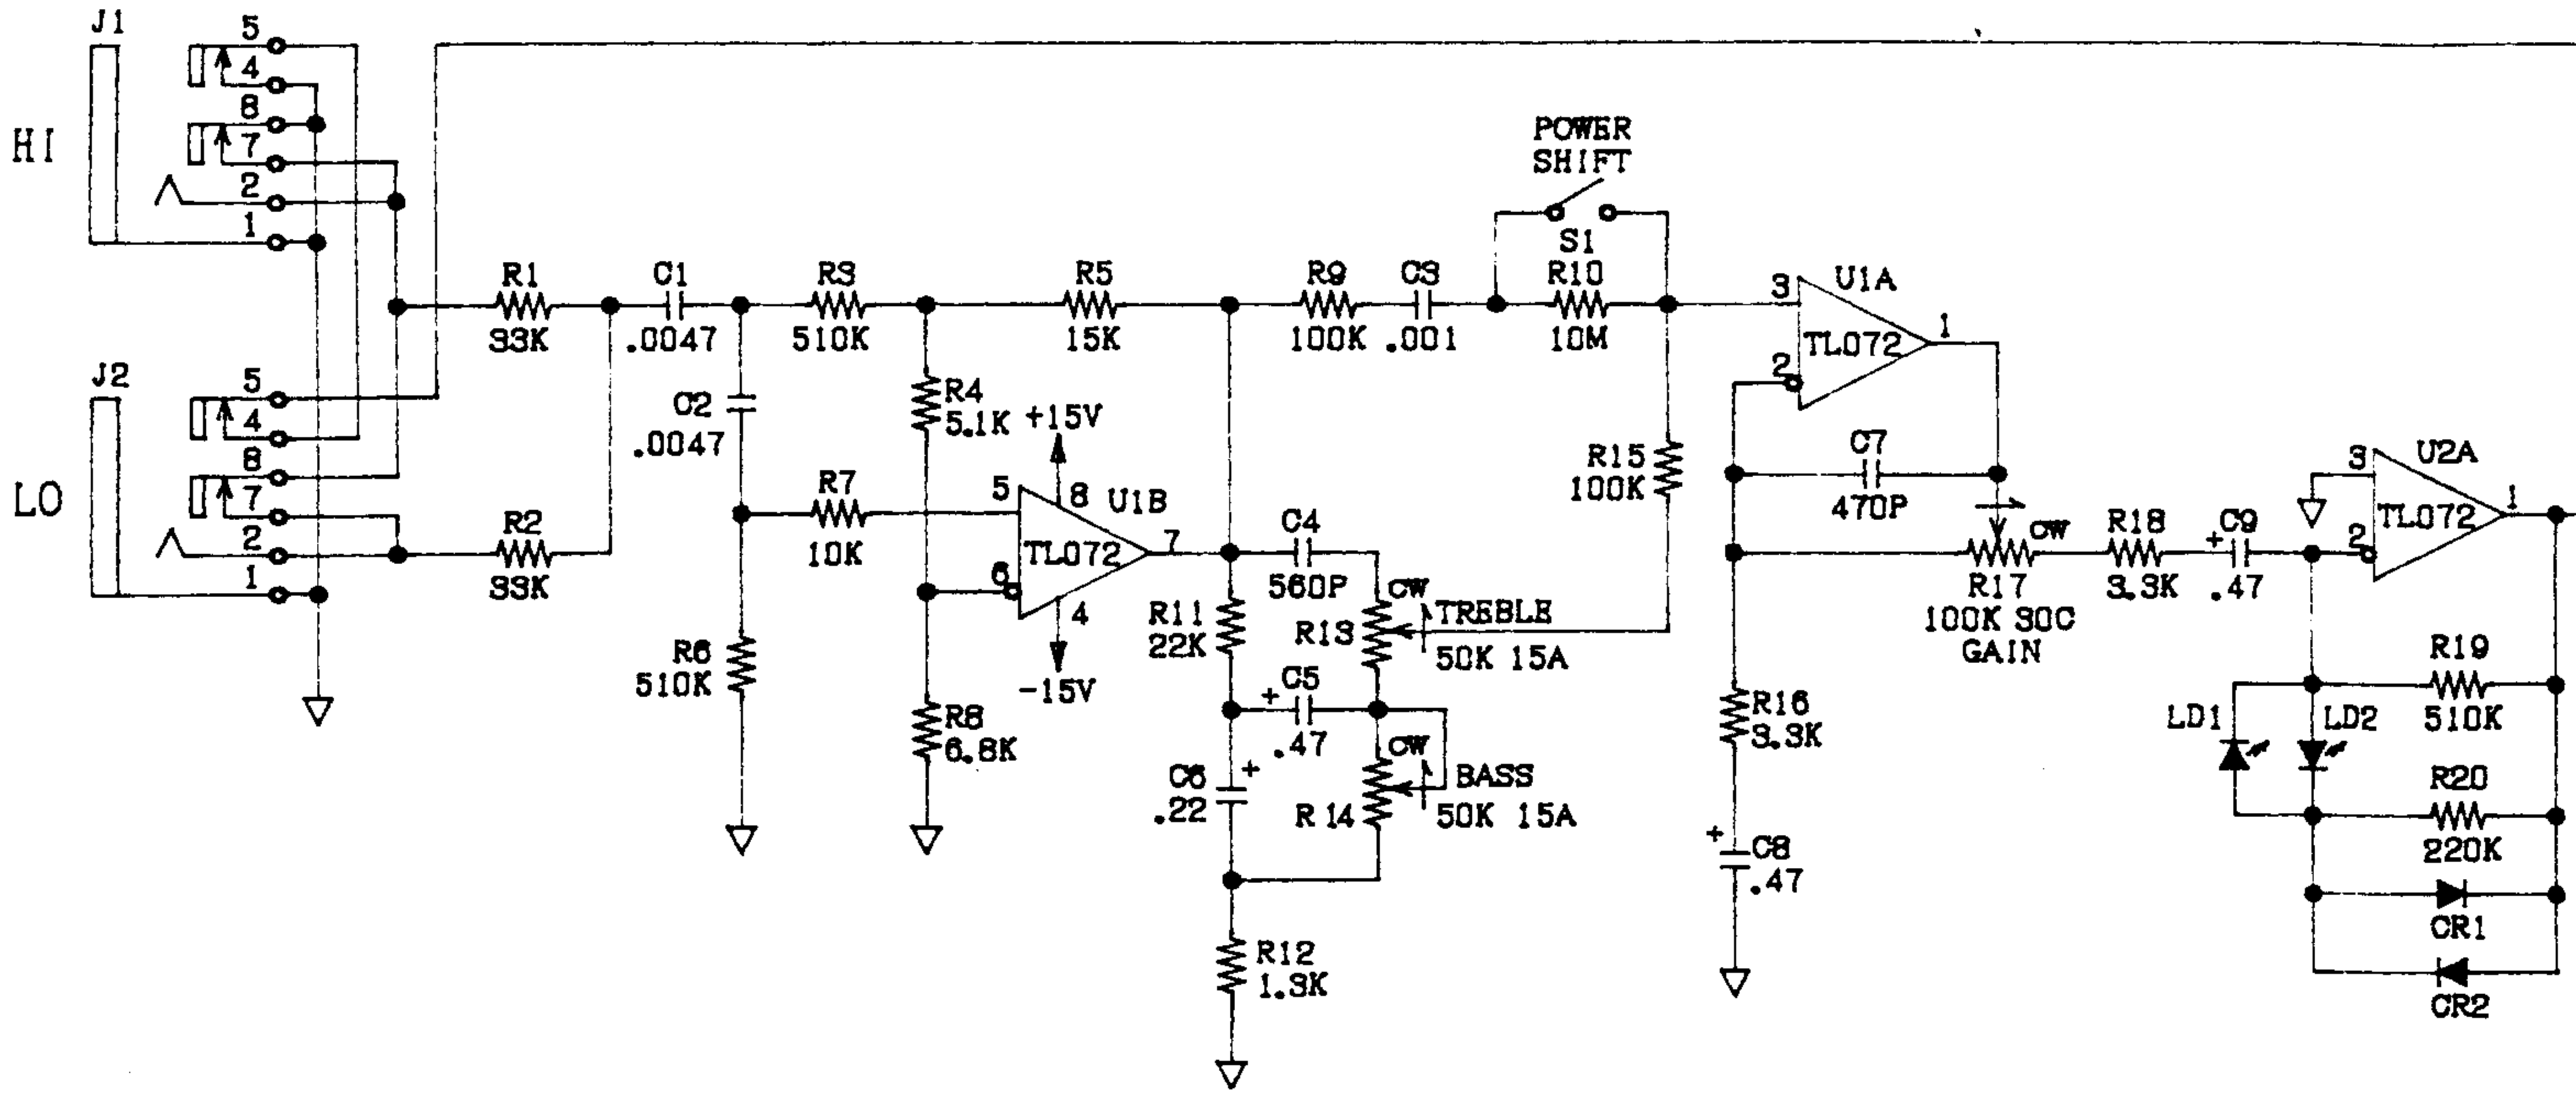 J1
5
4
8
7
2
1
HI
J2
5
4
8
7
2
1
LO
R1
33K
R2
33K
C1
.0047
C2
.0047
R3
510K
R4
5.1K
R5
15K
R6
510K
R7
10K
R8
6.8K
+15V
-15V
5
6
8
4
7
U1B
TL072
R9
100K
C3
.001
POWER
SHIFT
S1
R10
10M
C4
560P
R11
22K
CW
R13
TREBLE
50K 15A
C5
+
.47
C6
+
.22
CW
R14
BASS
50K 15A
R12
1.3K
R15
100K
3
2
1
U1A
TL072
C7
470P
CW
R17
100K 30C
GAIN
R16
3.3K
+
C8
.47
R18
3.3K
+
C9
.47
3
2
1
U2A
TL072
R19
510K
LD1
LD2
R20
220K
CR1
CR2